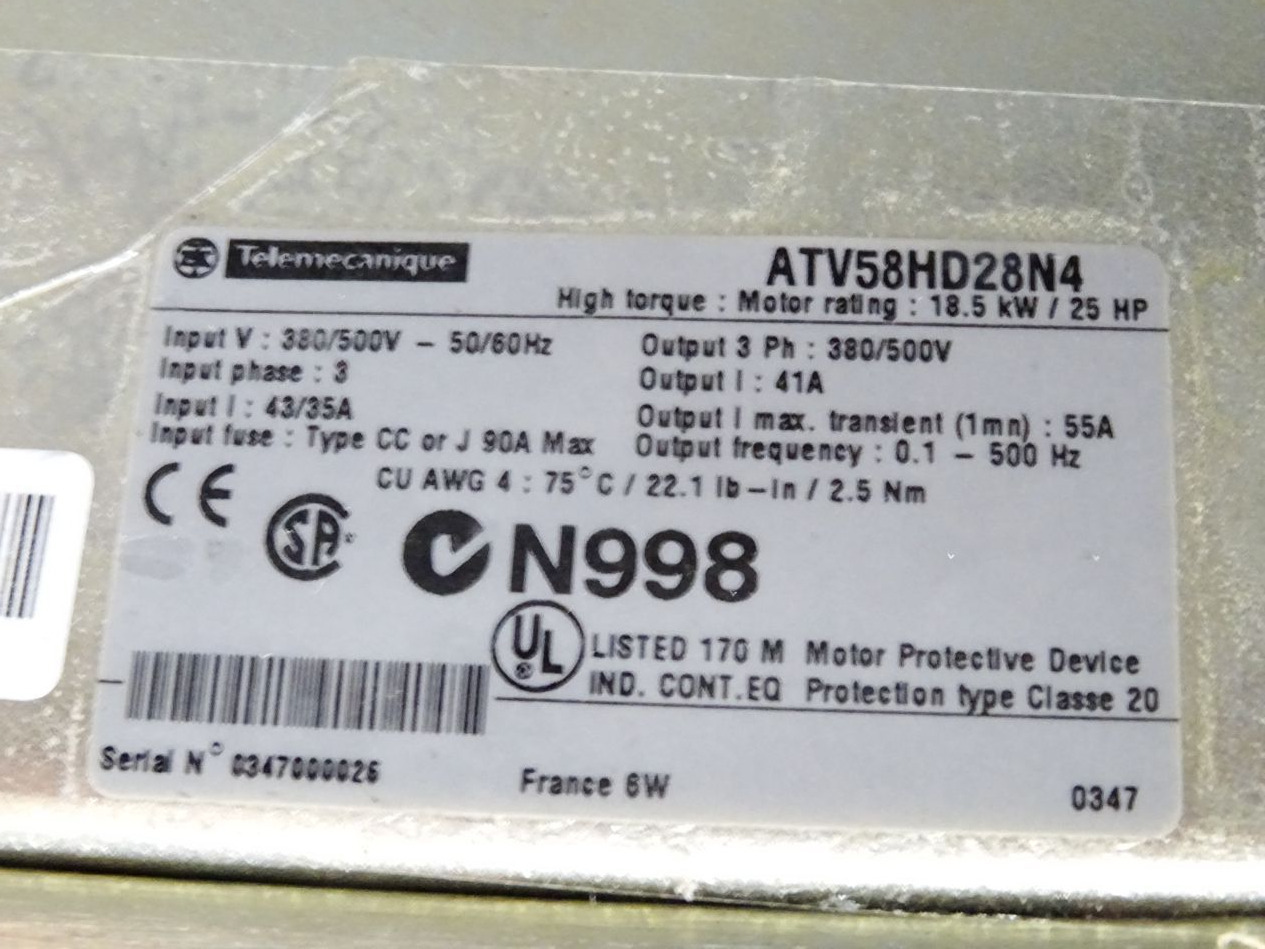 Telemecanique
ATV58HD28N4
High torque : Motor rating : 18.5 kW / 25 HP
Input V : 380/500V – 50/60Hz
Input phase : 3
Input I : 43/35A
Input fuse : Type CC or J 90A Max
Output 3 Ph : 380/500V
Output I : 41A
Output I max. transient (1mn) : 55A
Output frequency : 0.1 – 500 Hz
CU AWG 4 : 75°C / 22.1 lb–in / 2.5 Nm
CE
SA
N998
UL
LISTED 170 M Motor Protective Device
IND. CONT.EQ Protection type Classe 20
Serial N° 0347000026
France 6W
0347